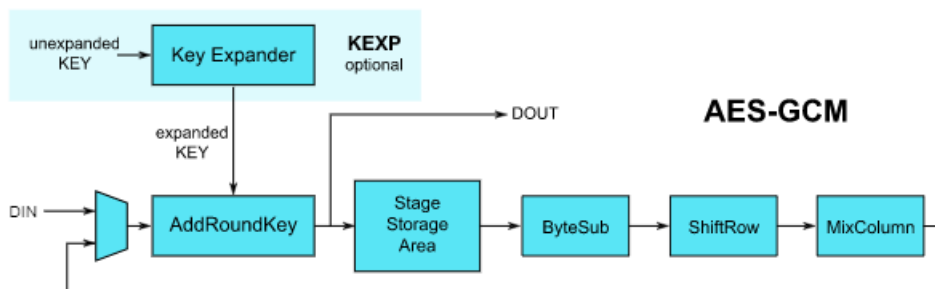 unexpanded
KEY
Key Expander
KEXP
optional
expanded
KEY
DOUT
AES-GCM
DIN
AddRoundKey
Stage
Storage
Area
ByteSub
ShiftRow
MixColumn